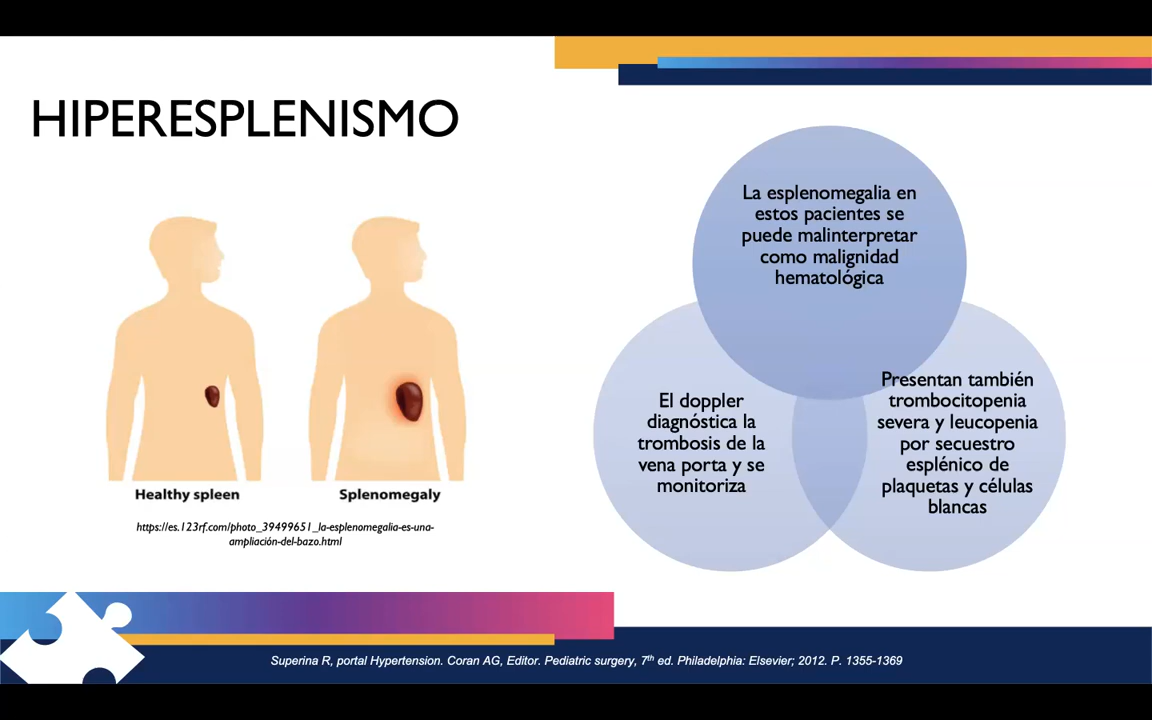 HIPERESPLENISMO
La esplenomegalia en
estos pacientes se
puede malinterpretar
como malignidad
hematológica
El doppler
diagnóstica la
trombosis de la
vena porta y se
monitoriza
Presentan también
trombocitopenia
severa y leucopenia
por secuestro
esplénico de
plaquetas y células
blancas
Healthy spleen
Splenomegaly
https://es.123rf.com/photo_39499651_la-esplenomegalia-es-una-
ampliación-del-bazo.html
Superina R, portal Hypertension. Coran AG, Editor. Pediatric surgery, 7th ed. Philadelphia: Elsevier; 2012. P. 1355-1369